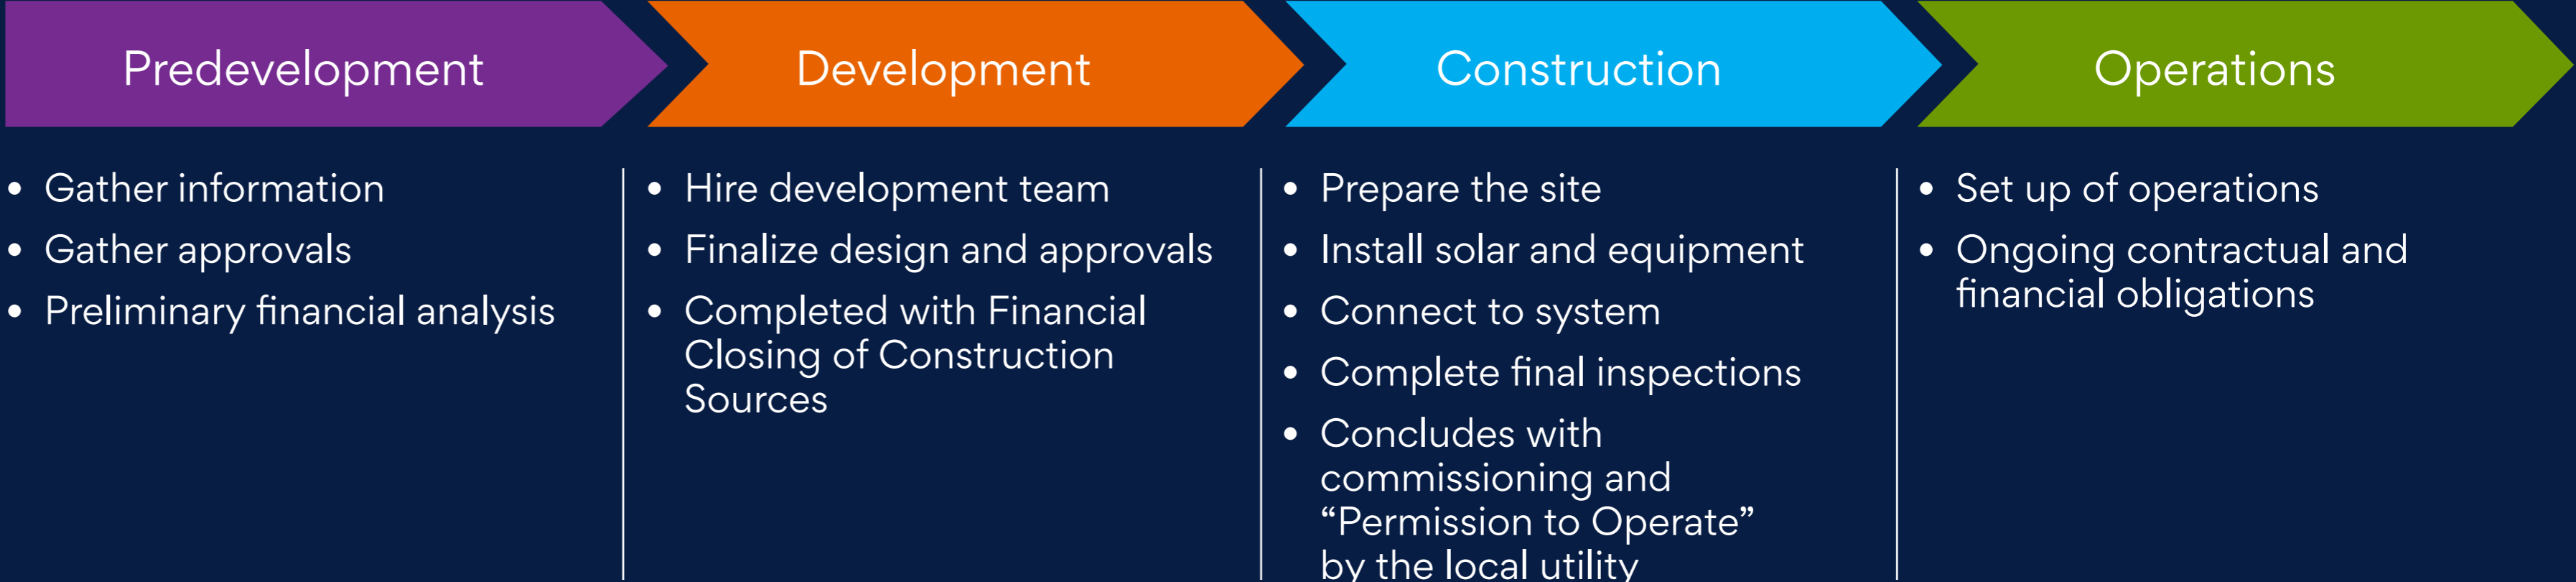 Predevelopment
Development
Construction
Operations
• Gather information
• Gather approvals
• Preliminary financial analysis
• Hire development team
• Finalize design and approvals
• Completed with Financial
Closing of Construction
Sources
• Prepare the site
• Install solar and equipment
• Connect to system
• Complete final inspections
• Concludes with
commissioning and
“Permission to Operate”
by the local utility
• Set up of operations
• Ongoing contractual and
financial obligations